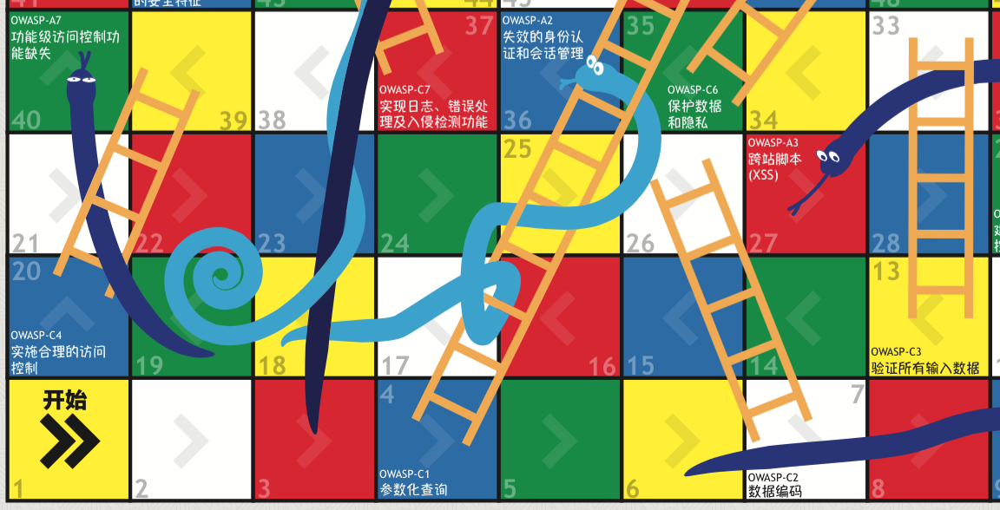 的安全特征
OWASP-A7
功能级访问控制功
能缺失
40
39
38
37
OWASP-C7
实现日志、错误处
理及入侵检测功能
OWASP-A2
失效的身份认
证和会话管理
36
35
OWASP-C6
保护数据
和隐私
34
33
21
22
23
24
25
26
OWASP-A3
跨站脚本
(XSS)
27
28
20
OWASP-C4
实施合理的访问
控制
19
18
17
16
15
14
13
OWASP-C3
验证所有输入数据
开始
1
2
3
4
OWASP-C1
参数化查询
5
6
7
OWASP-C2
数据编码
8